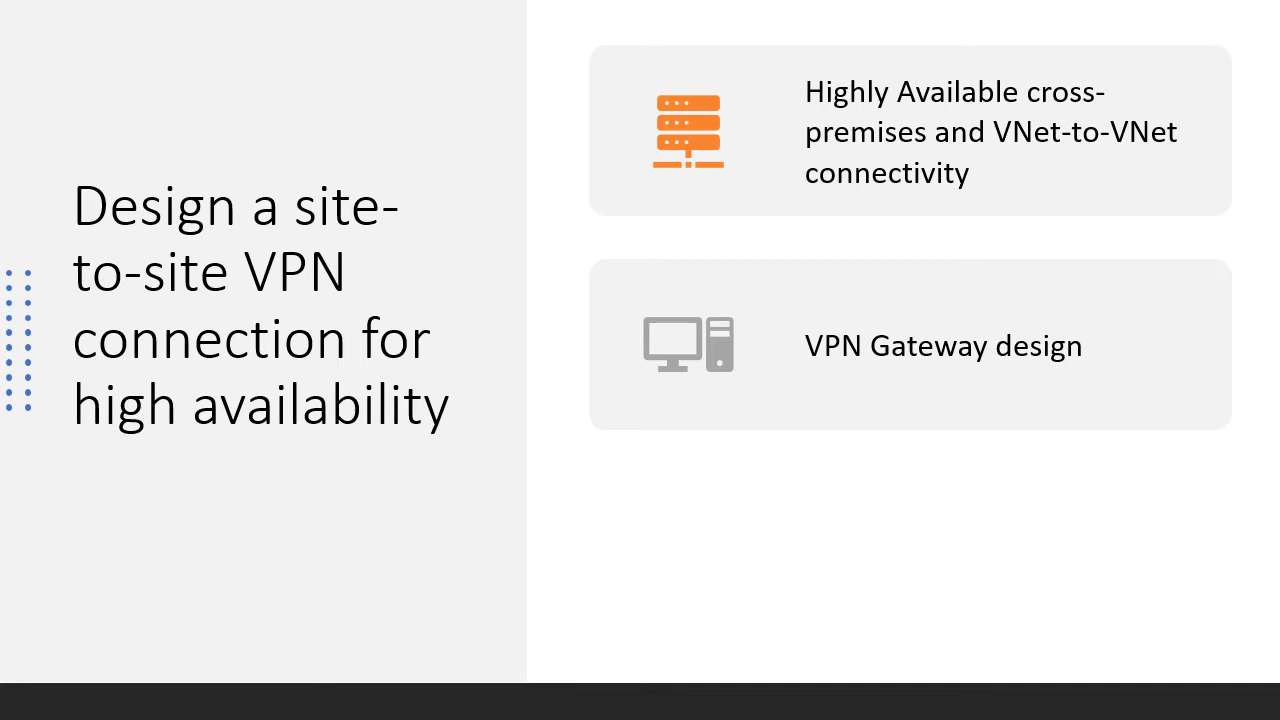 Design a site-
to-site VPN
connection for
high availability
Highly Available cross-
premises and VNet-to-VNet
connectivity
VPN Gateway design